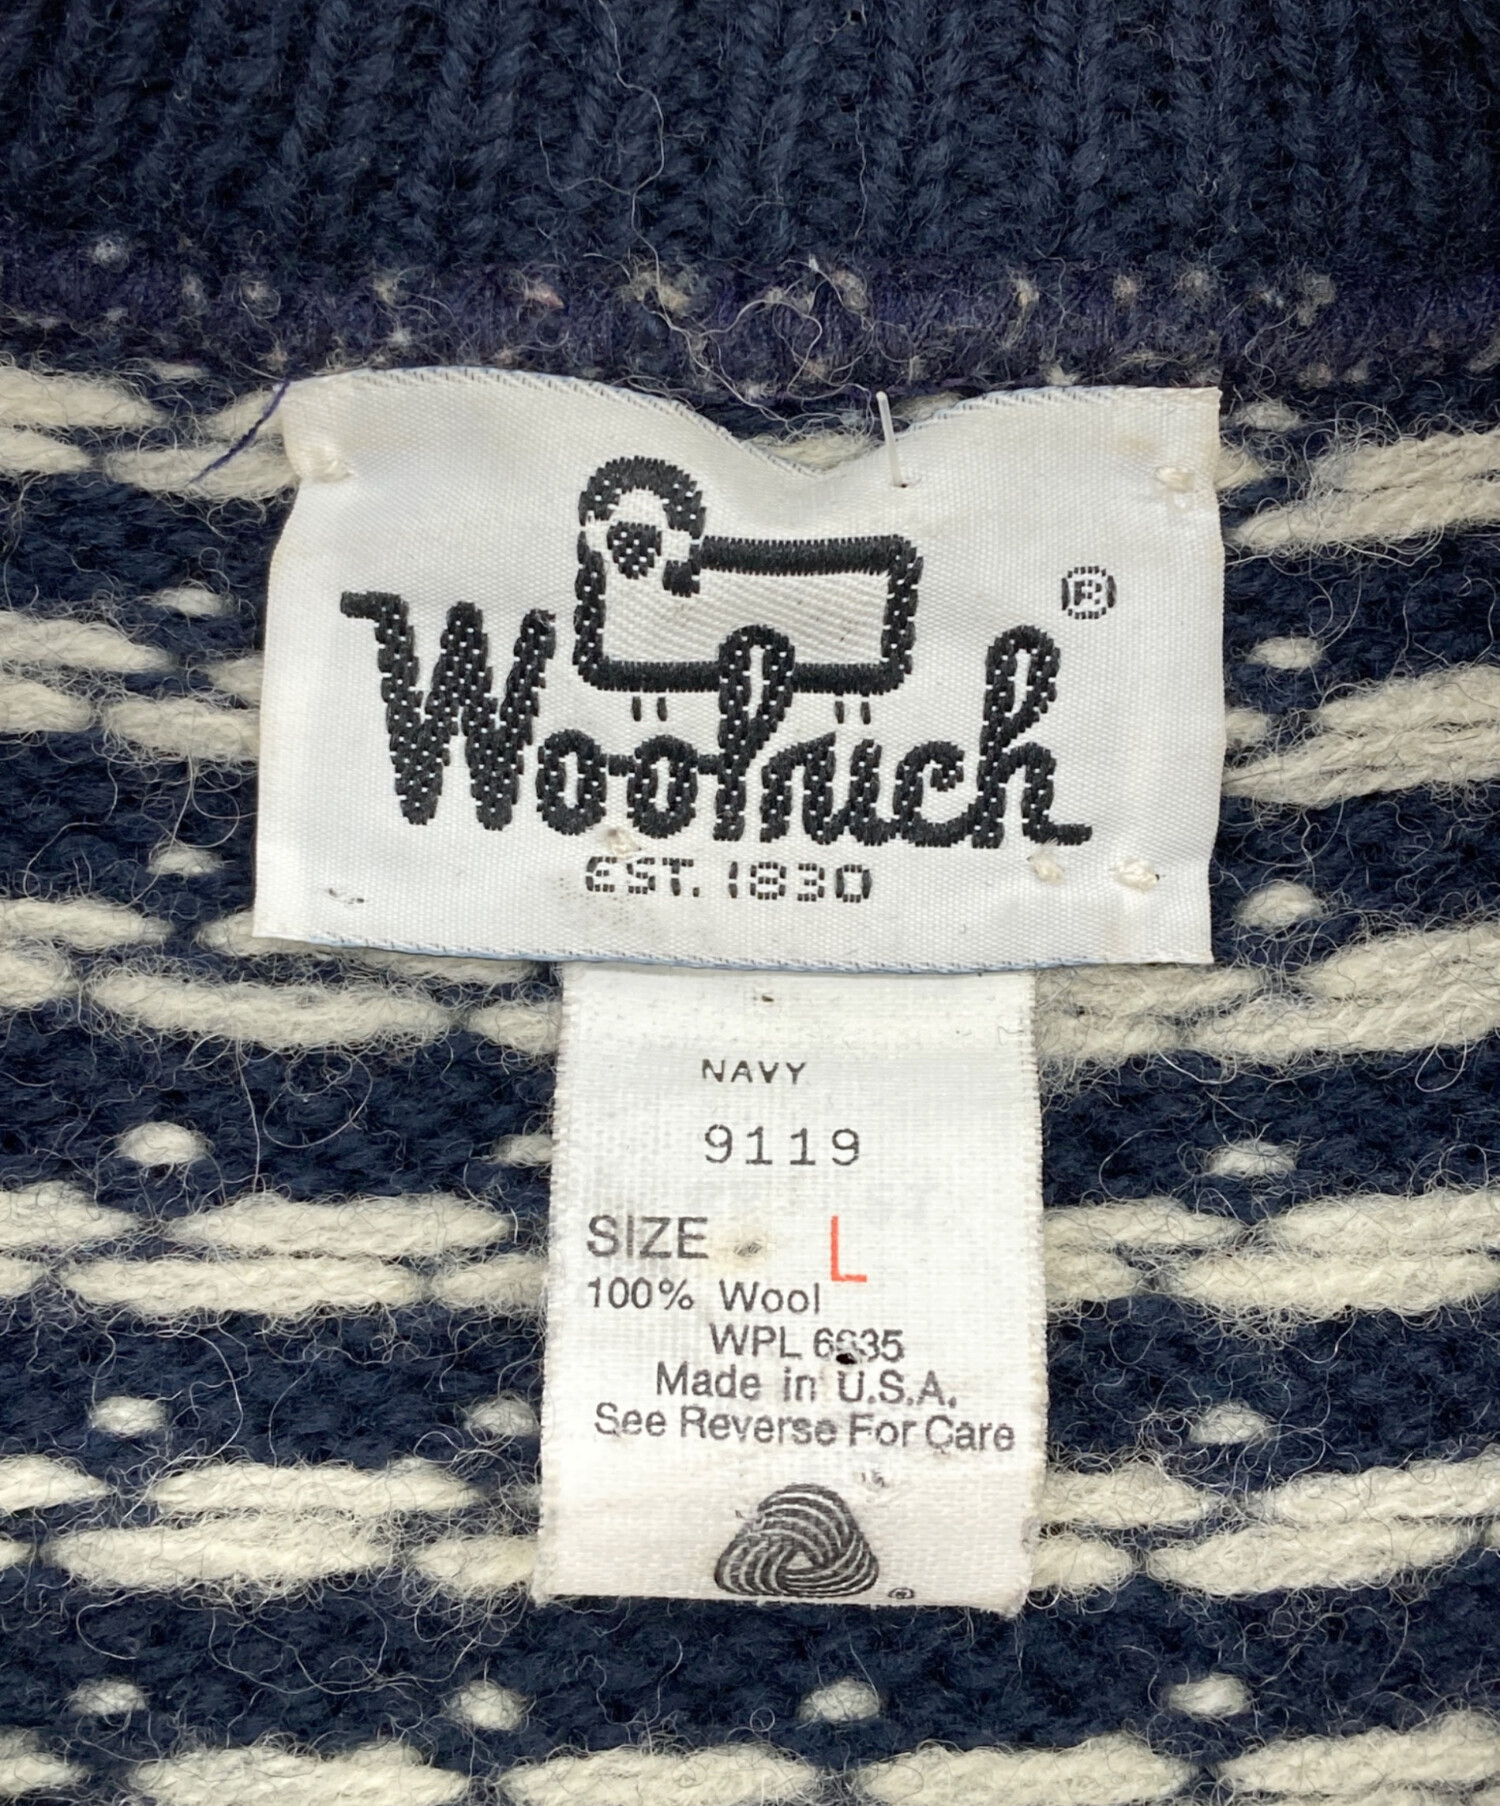 Woolrich ®
EST. 1830
NAVY
9119
SIZE L
100% Wool
WPL 6635
Made in U.S.A.
See Reverse For Care